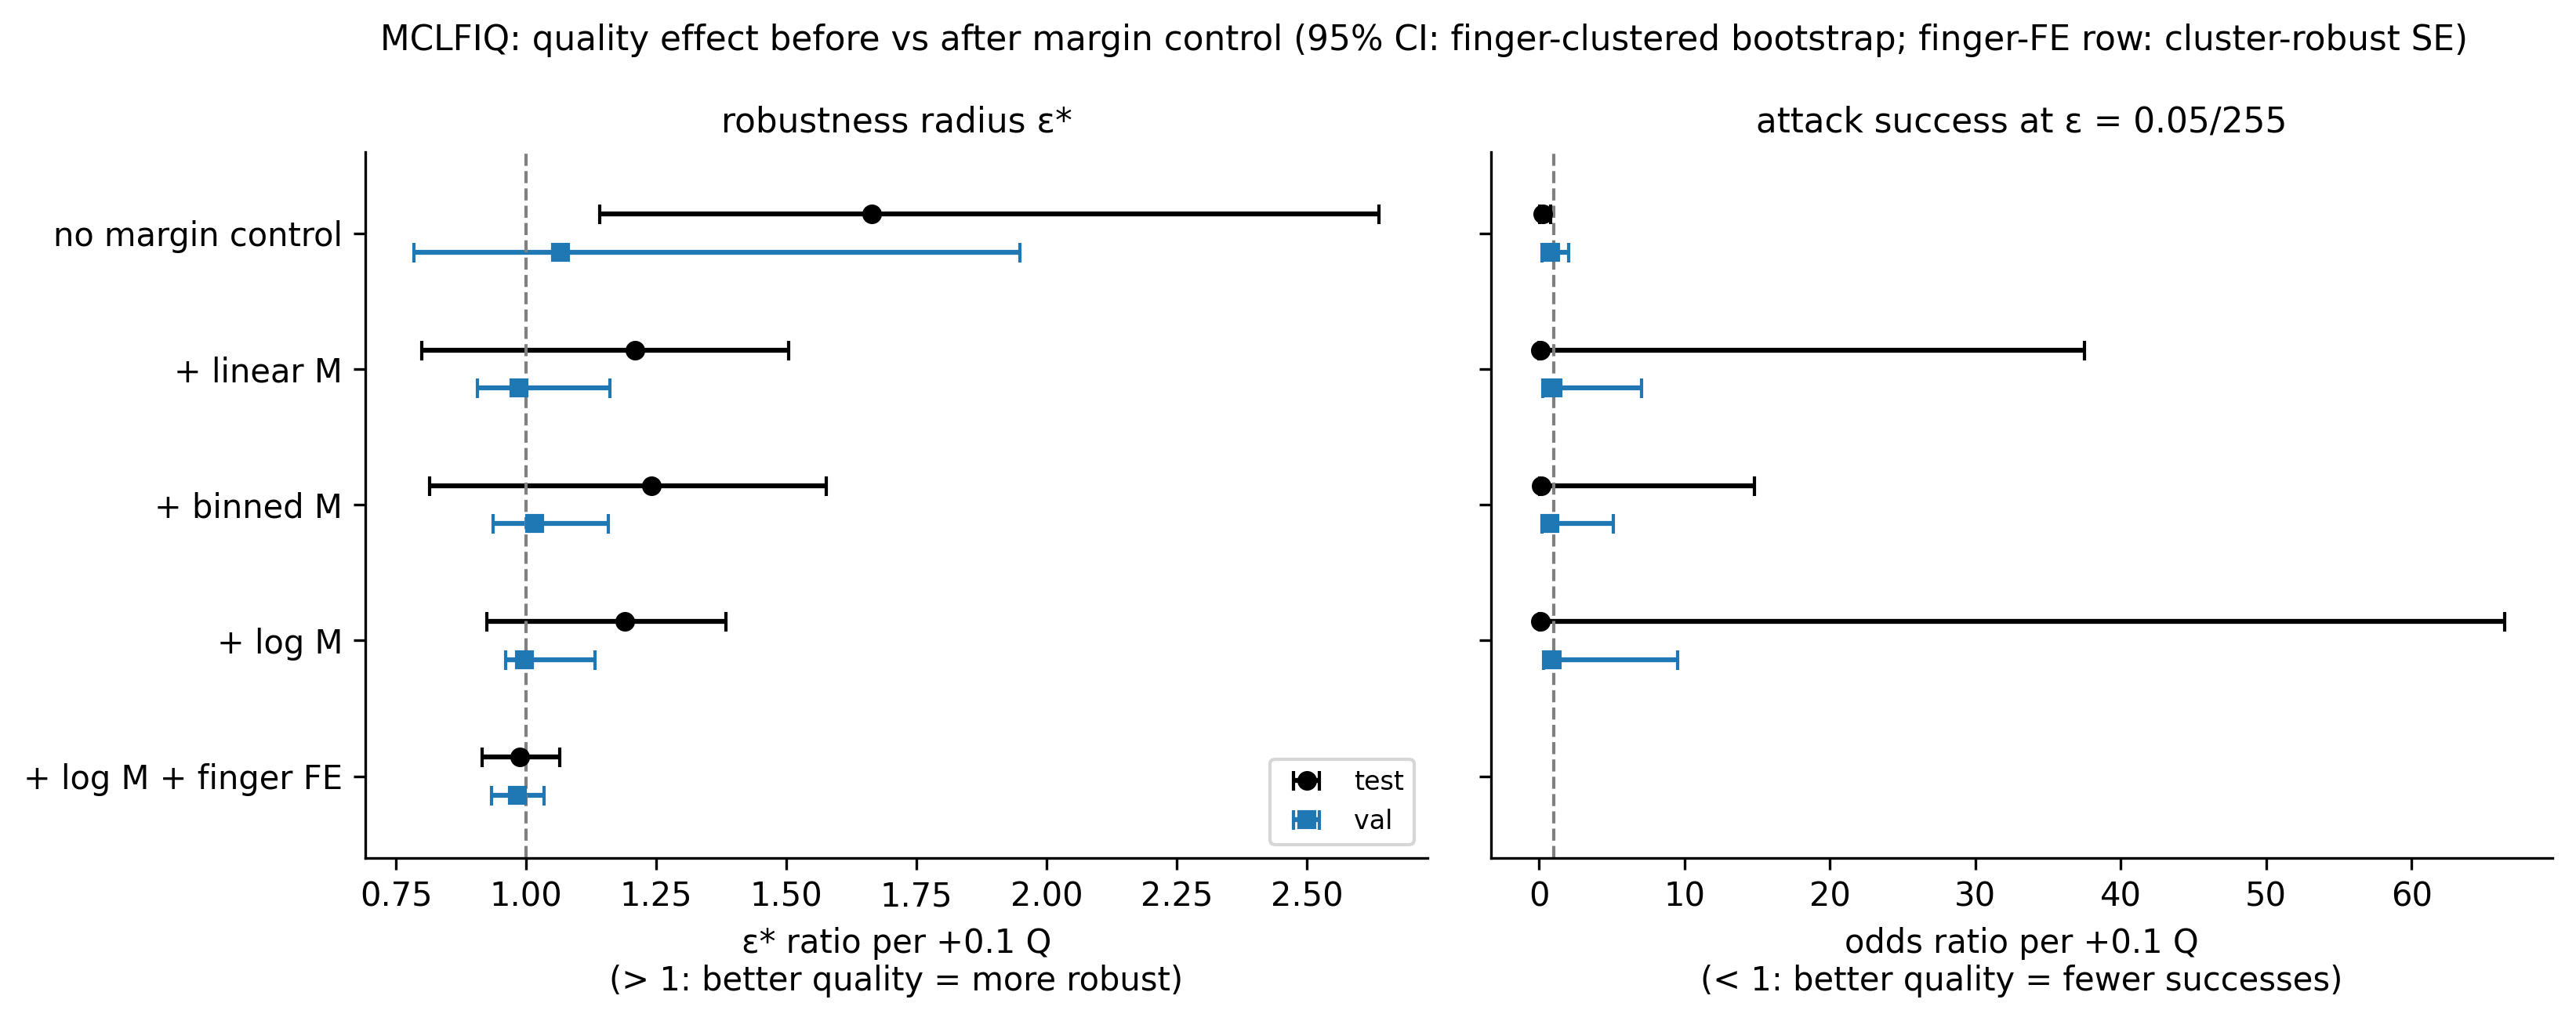 MCLFIQ: quality effect before vs after margin control (95% CI: finger-clustered bootstrap; finger-FE row: cluster-robust SE)
robustness radius ε*
attack success at ε = 0.05/255
no margin control
+ linear M
+ binned M
+ log M
+ log M + finger FE
test
val
0.75 1.00 1.25 1.50 1.75 2.00 2.25 2.50
0 10 20 30 40 50 60
ε* ratio per +0.1 Q
(> 1: better quality = more robust)
odds ratio per +0.1 Q
(< 1: better quality = fewer successes)